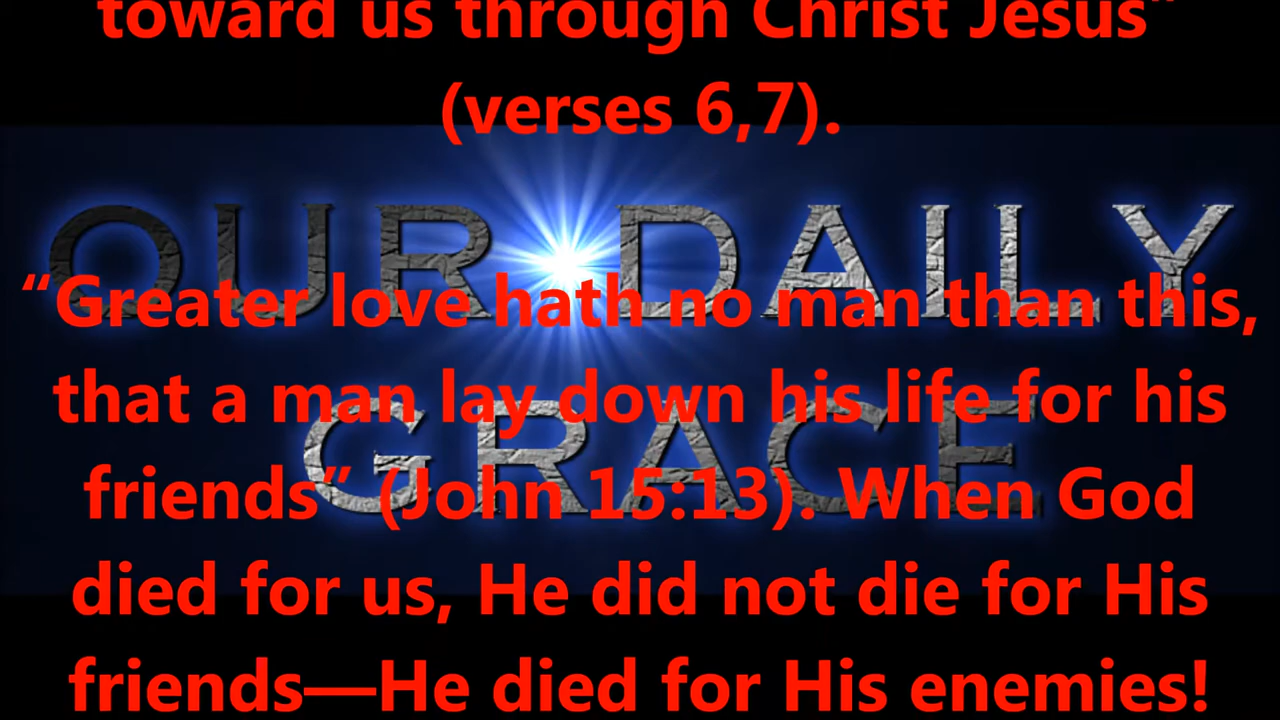 toward us through Christ Jesus”
(verses 6,7).
OUR DAILY
“Greater love hath no man than this,
that a man lay down his life for his
GRACE
friends” (John 15:13). When God
died for us, He did not die for His
friends—He died for His enemies!